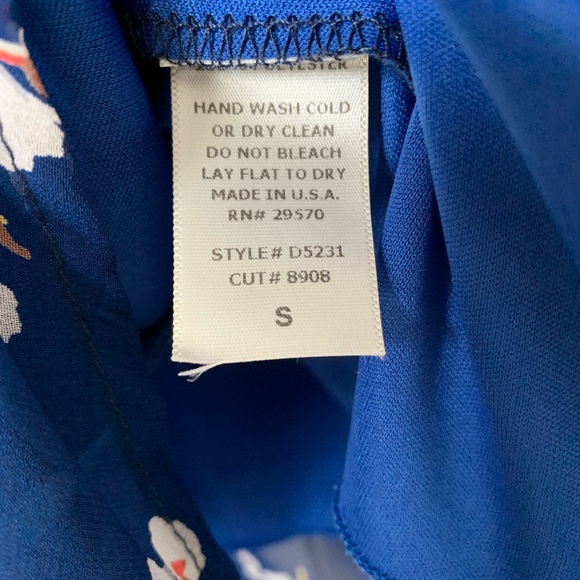 POLYESTER
HAND WASH COLD
OR DRY CLEAN
DO NOT BLEACH
LAY FLAT TO DRY
MADE IN U.S.A.
RN# 29570
STYLE# D5231
CUT# 8908
S